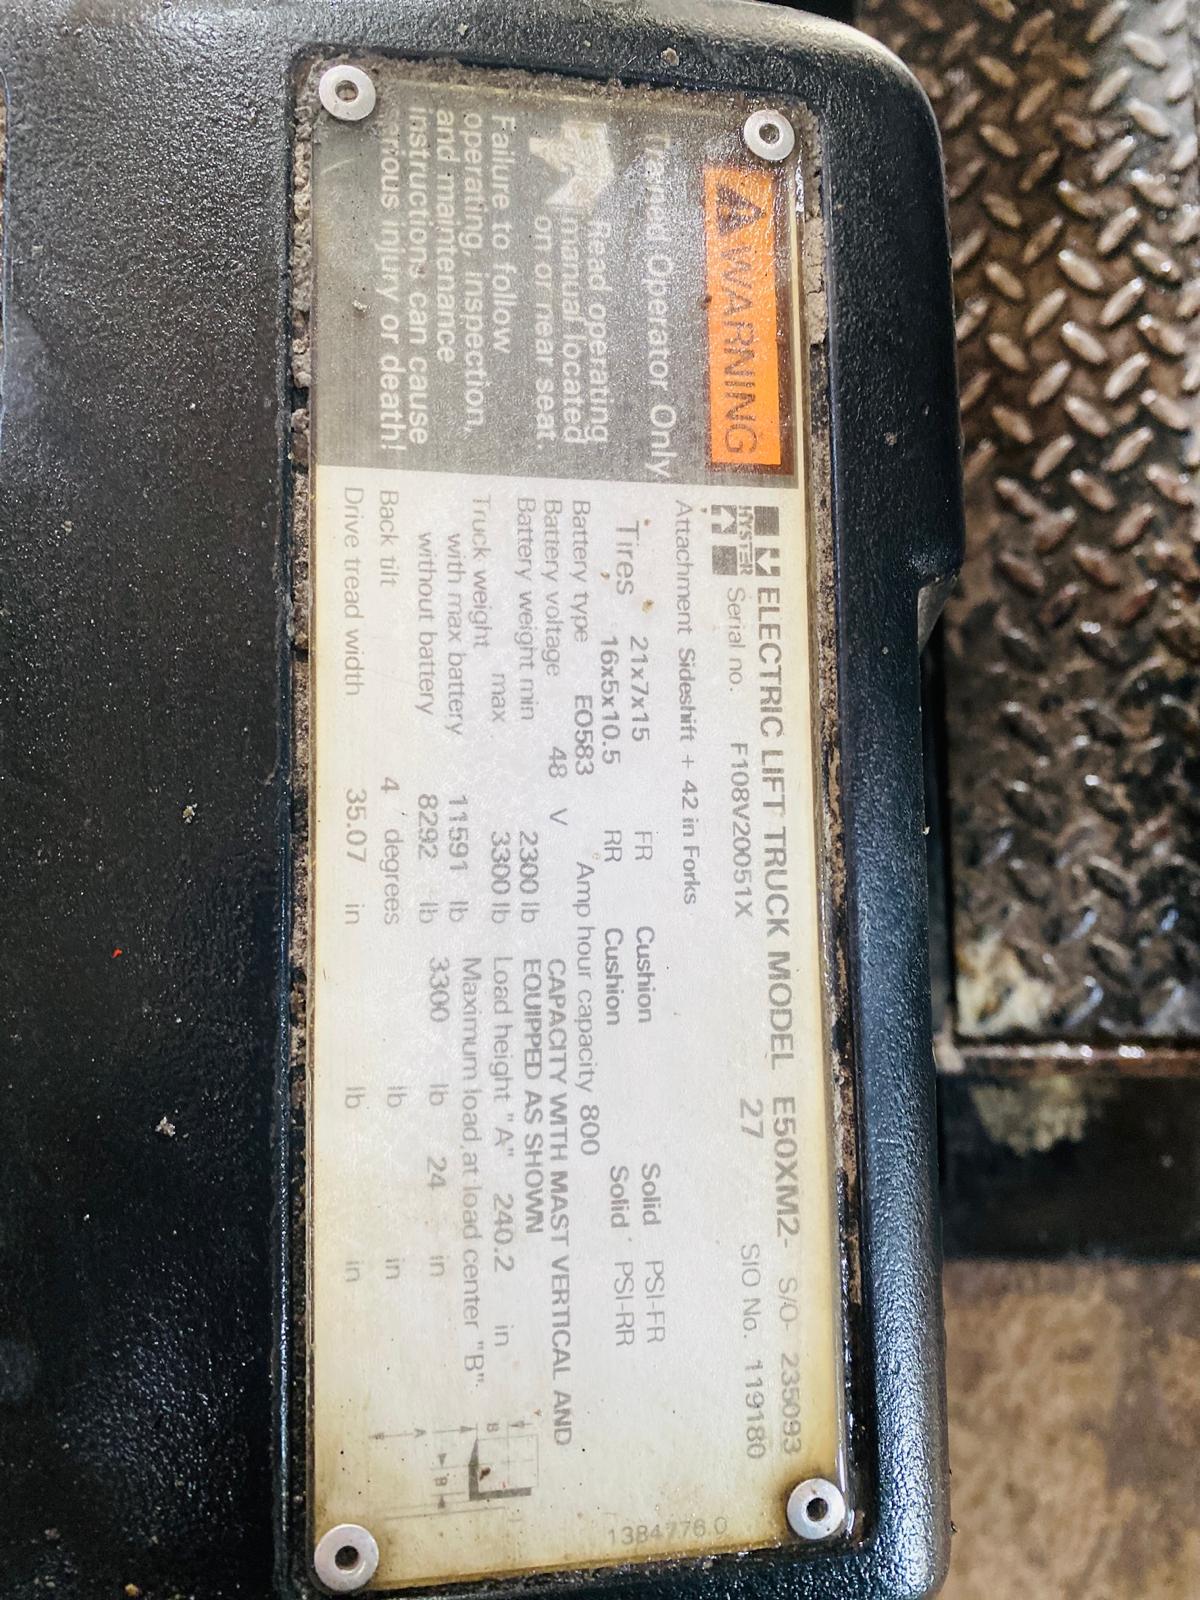 WARNING
Trained Operator Only
Read operating
manual located
on or near seat.
Failure to follow
operating, inspection,
and maintenance
instructions can cause
serious injury or death!
HYSTER
ELECTRIC LIFT TRUCK MODEL E50XM2- S/O- 235093
Serial no. F108V20051X 27 SIO No. 119180
Attachment Sideshift + 42 in Forks
Tires 21x7x15 FR Cushion Solid PSI-FR
16x5x10.5 RR Cushion Solid PSI-RR
Battery type EO583 Amp hour capacity 800
Battery voltage 48 V
Battery weight min 2300 lb
max. 3300 lb
Truck weight
with max battery 11591 lb
without battery 8292 lb
Back tilt 4 degrees
Drive tread width 35.07 in
CAPACITY WITH MAST VERTICAL AND
EQUIPPED AS SHOWN
Load height "A" 240.2 in
Maximum load, at load center "B".
3300 lb 24 in
lb in
lb in
B
A
B
1384776 0